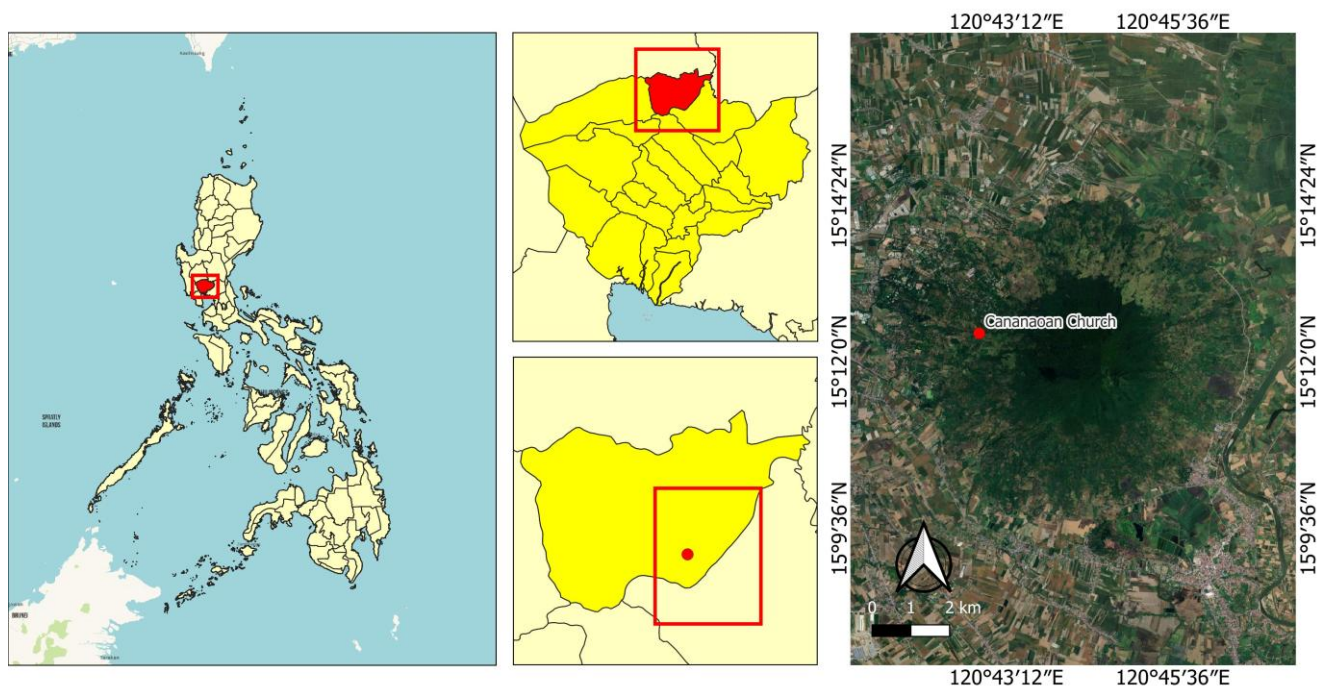 120°43′12″E 120°45′36″E
SPRATLY
ISLANDS
BRUNEI
15°14′24″N
15°12′0″N
15°9′36″N
Cananaoan Church
0 1 2 km
15°14′24″N
15°12′0″N
15°9′36″N
120°43′12″E 120°45′36″E